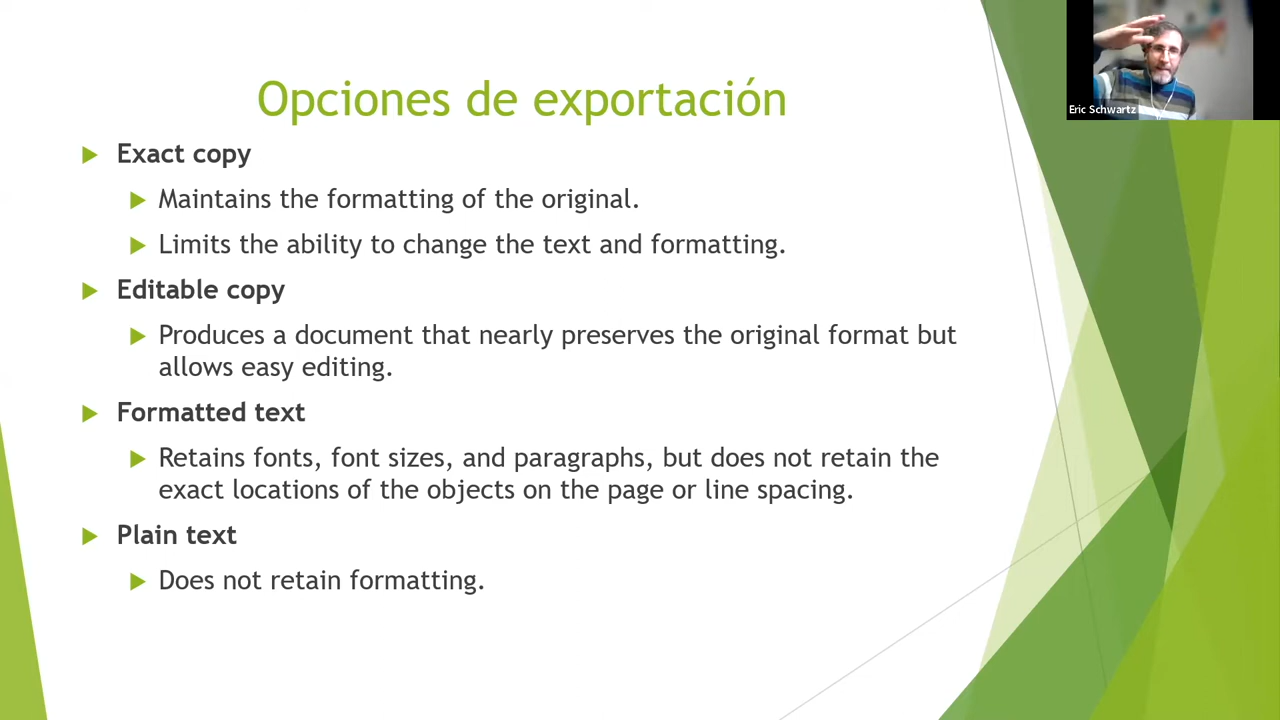 Opciones de exportación
Exact copy
Maintains the formatting of the original.
Limits the ability to change the text and formatting.
Editable copy
Produces a document that nearly preserves the original format but
allows easy editing.
Formatted text
Retains fonts, font sizes, and paragraphs, but does not retain the
exact locations of the objects on the page or line spacing.
Plain text
Does not retain formatting.
Eric Schwartz